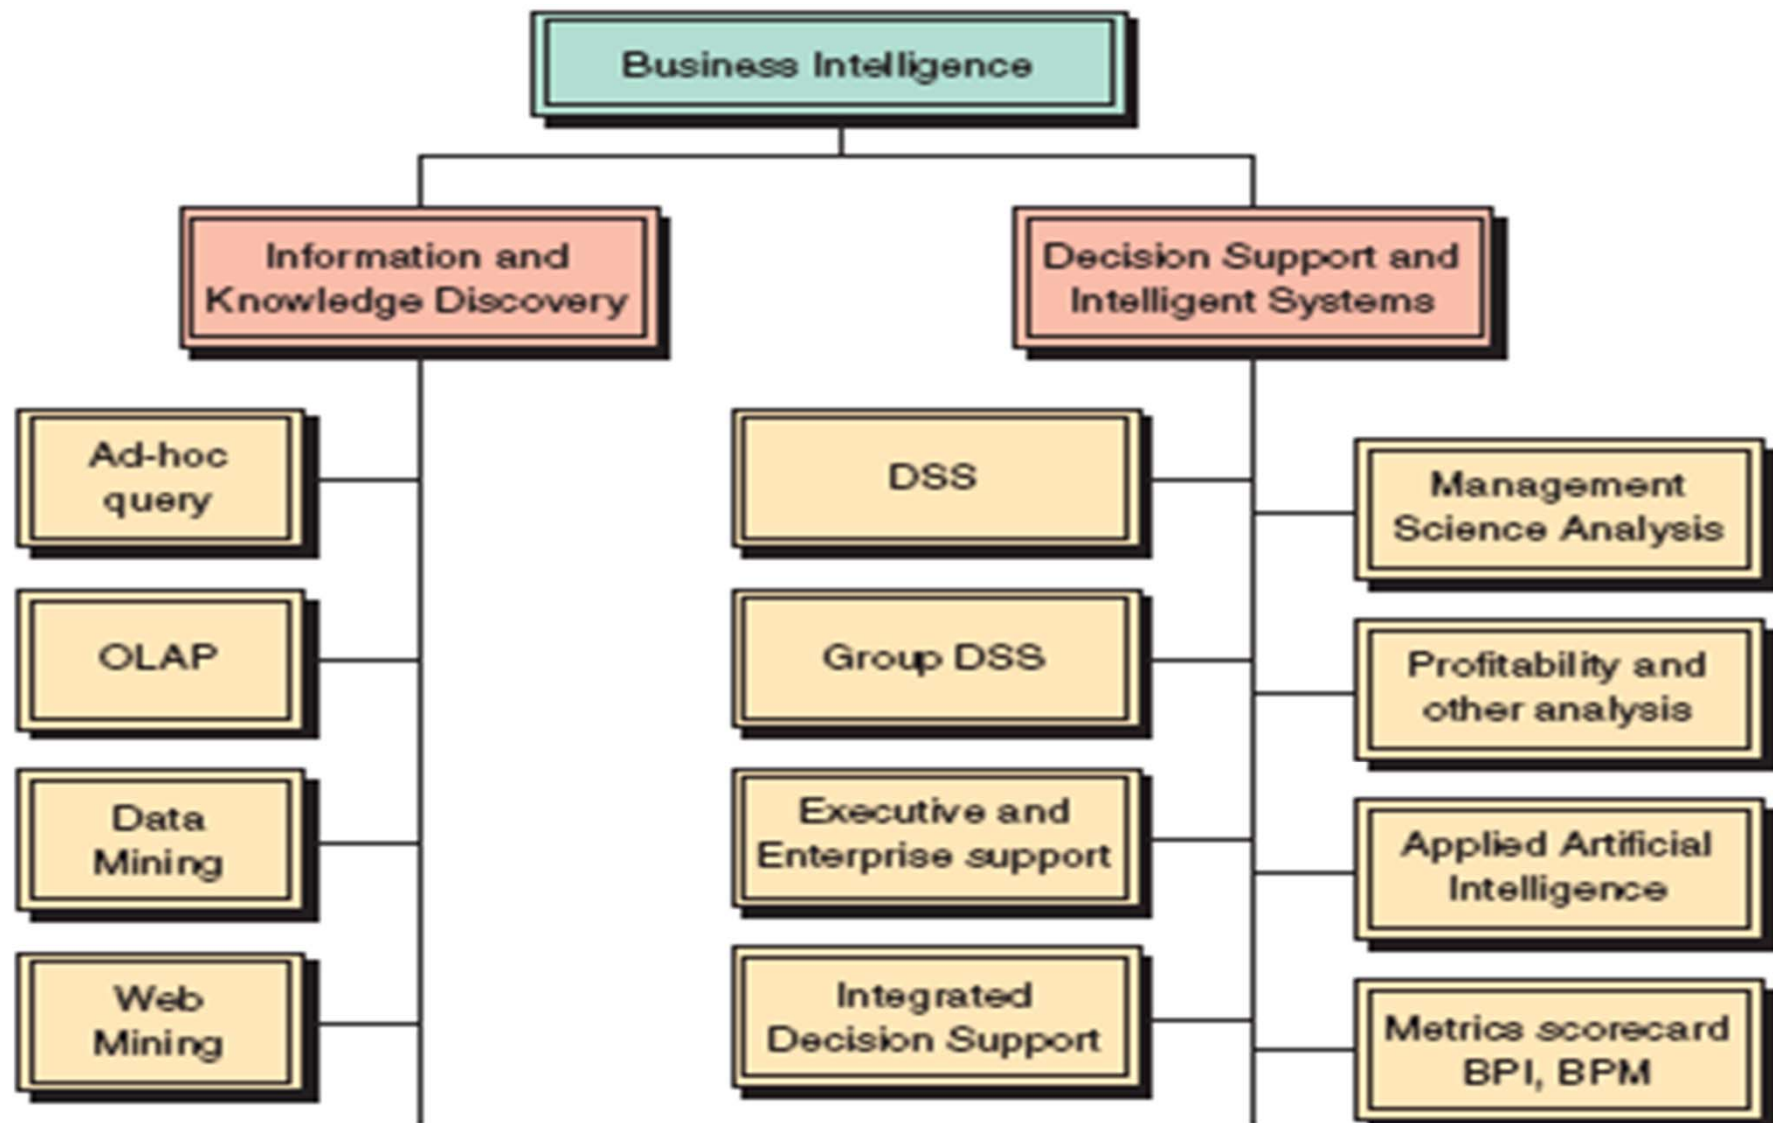 Business Intelligence
Information and
Knowledge Discovery
Decision Support and
Intelligent Systems
Ad-hoc
query
OLAP
Data
Mining
Web
Mining
DSS
Group DSS
Executive and
Enterprise support
Integrated
Decision Support
Management
Science Analysis
Profitability and
other analysis
Applied Artificial
Intelligence
Metrics scorecard
BPI, BPM